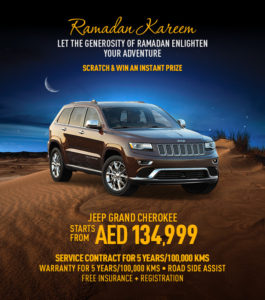 Ramadan Kareem
LET THE GENEROSITY OF RAMADAN ENLIGHTEN
YOUR ADVENTURE
SCRATCH & WIN AN INSTANT PRIZE
JEEP GRAND CHEROKEE
STARTS FROM AED 134,999
SERVICE CONTRACT FOR 5 YEARS/100,000 KMS
WARRANTY FOR 5 YEARS/100,000 KMS • ROAD SIDE ASSIST
FREE INSURANCE + REGISTRATION